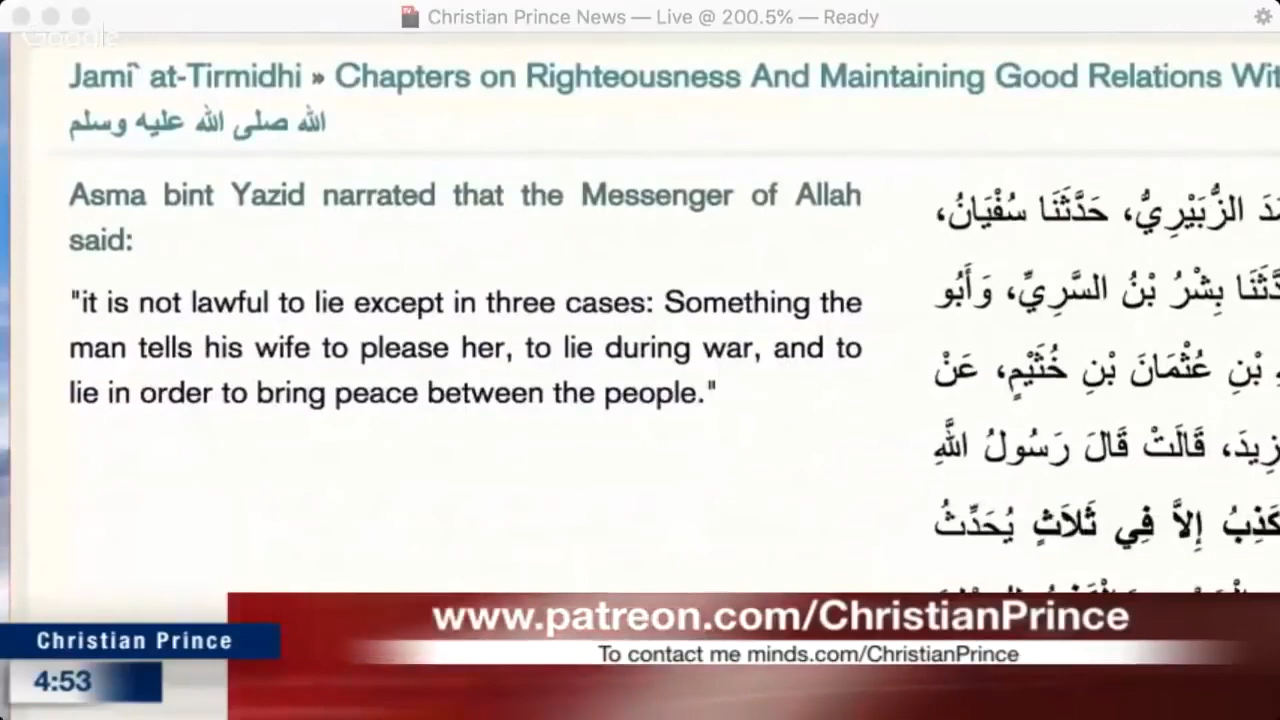 Christian Prince News — Live @ 200.5% — Ready
Google
Jami` at-Tirmidhi » Chapters on Righteousness And Maintaining Good Relations
الله صلى الله عليه وسلم
Asma bint Yazid narrated that the Messenger of Allah
said:
"it is not lawful to lie except in three cases: Something the
man tells his wife to please her, to lie during war, and to
lie in order to bring peace between the people."
الزُّبَيْرِيُّ، حَدَّثَنَا سُفْيَانُ،
بِشْرُ بْنُ السَّرِيِّ، وَأَبُو
بْنِ عُثْمَانَ بْنِ خُثَيْمٍ، عَنْ
قَالَتْ قَالَ رَسُولُ اللَّهِ
إِلاَّ فِي ثَلاَثٍ يُحَدِّثُ
www.patreon.com/ChristianPrince
To contact me minds.com/ChristianPrince
Christian Prince
4:53